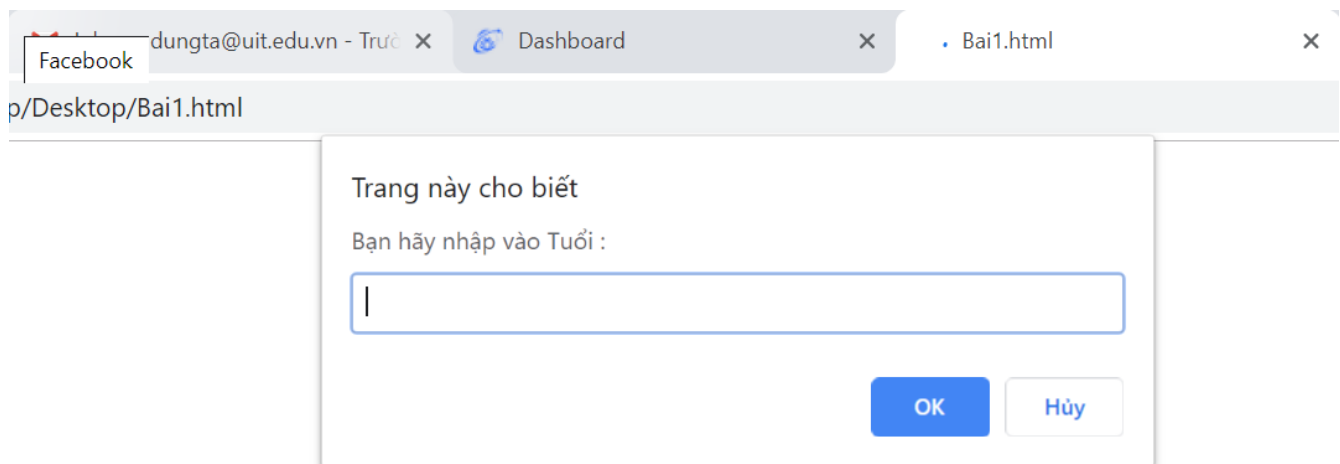 dungta@uit.edu.vn - Trườ
Dashboard
Bai1.html
Facebook
p/Desktop/Bai1.html
Trang này cho biết
Bạn hãy nhập vào Tuổi :
OK
Hủy